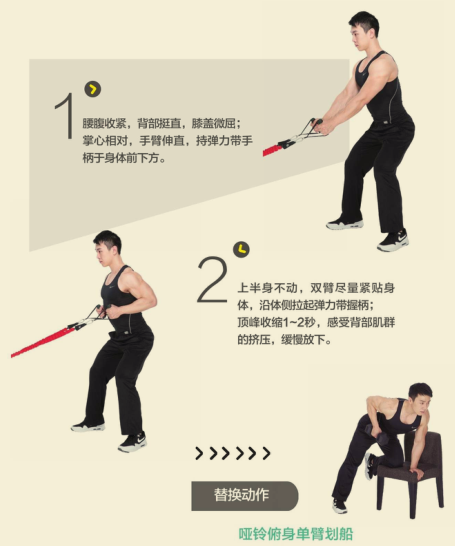 1
腰腹收紧，背部挺直，膝盖微屈；
掌心相对，手臂伸直，持弹力带手
柄于身体前下方。
2
上半身不动，双臂尽量紧贴身
体，沿体侧拉起弹力带握柄；
顶峰收缩1~2秒，感受背部肌群
的挤压，缓慢放下。
替换动作
哑铃俯身单臂划船